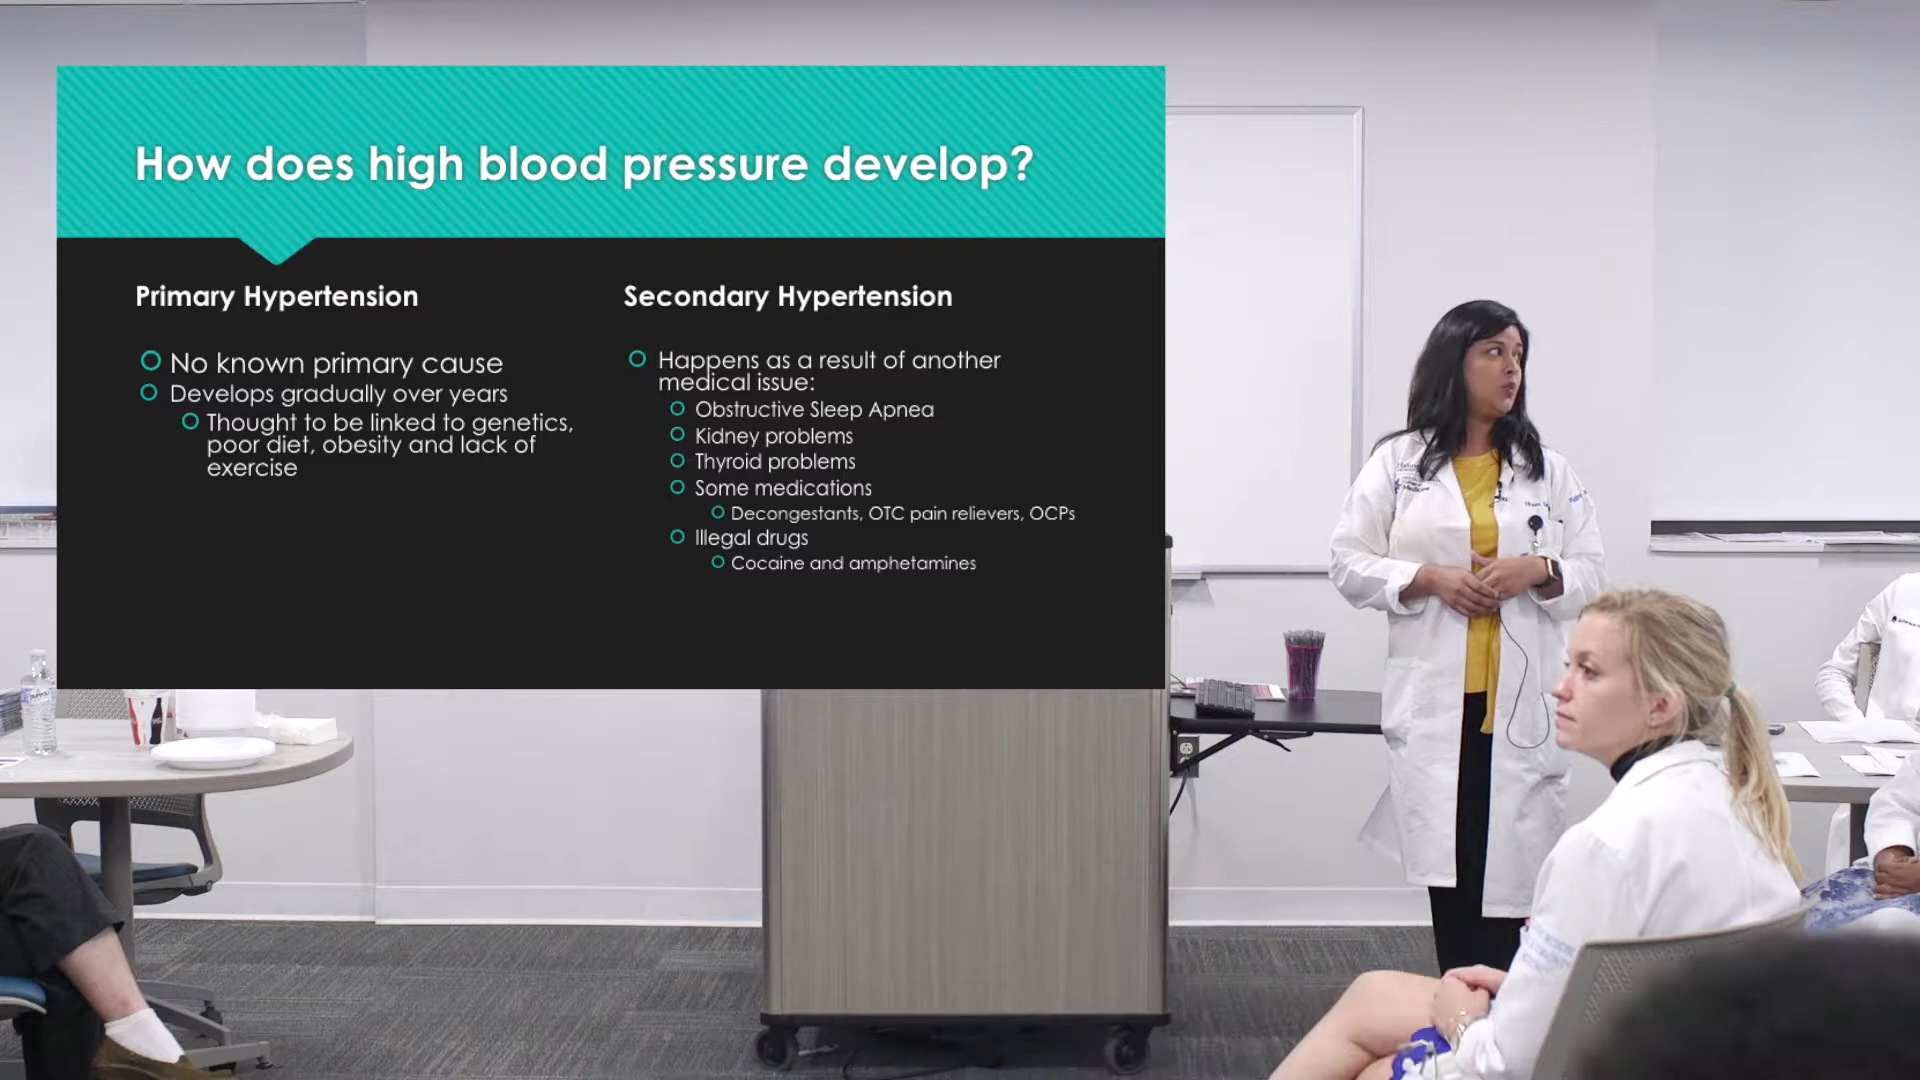 How does high blood pressure develop?
Primary Hypertension
No known primary cause
Develops gradually over years
Thought to be linked to genetics,
poor diet, obesity and lack of
exercise
Secondary Hypertension
Happens as a result of another
medical issue:
Obstructive Sleep Apnea
Kidney problems
Thyroid problems
Some medications
Decongestants, OTC pain relievers, OCPs
Illegal drugs
Cocaine and amphetamines